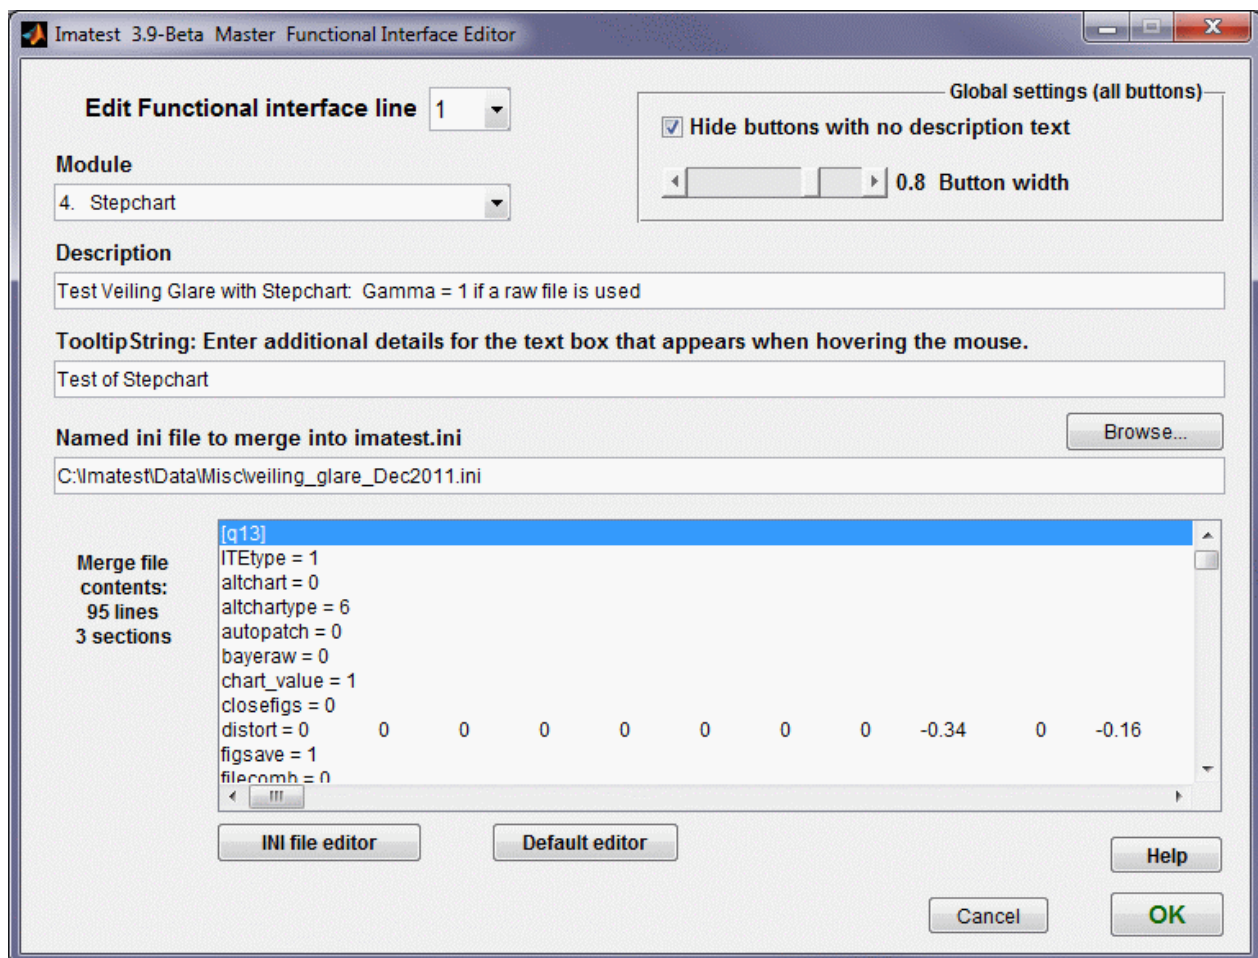 Imatest 3.9-Beta Master Functional Interface Editor
Edit Functional interface line 1
Global settings (all buttons)
Hide buttons with no description text
0.8 Button width
Module
4. Stepchart
Description
Test Veiling Glare with Stepchart: Gamma = 1 if a raw file is used
TooltipString: Enter additional details for the text box that appears when hovering the mouse.
Test of Stepchart
Named ini file to merge into imatest.ini
Browse...
C:\Imatest\Data\Misc\veiling_glare_Dec2011.ini
Merge file
contents:
95 lines
3 sections
[q13]
ITEtype = 1
altchart = 0
altchartype = 6
autopatch = 0
bayeraw = 0
chart_value = 1
closefigs = 0
distort = 0 0 0 0 0 0 0 0 -0.34 0 -0.16
figsave = 1
filecomb = 0
INI file editor
Default editor
Help
Cancel
OK